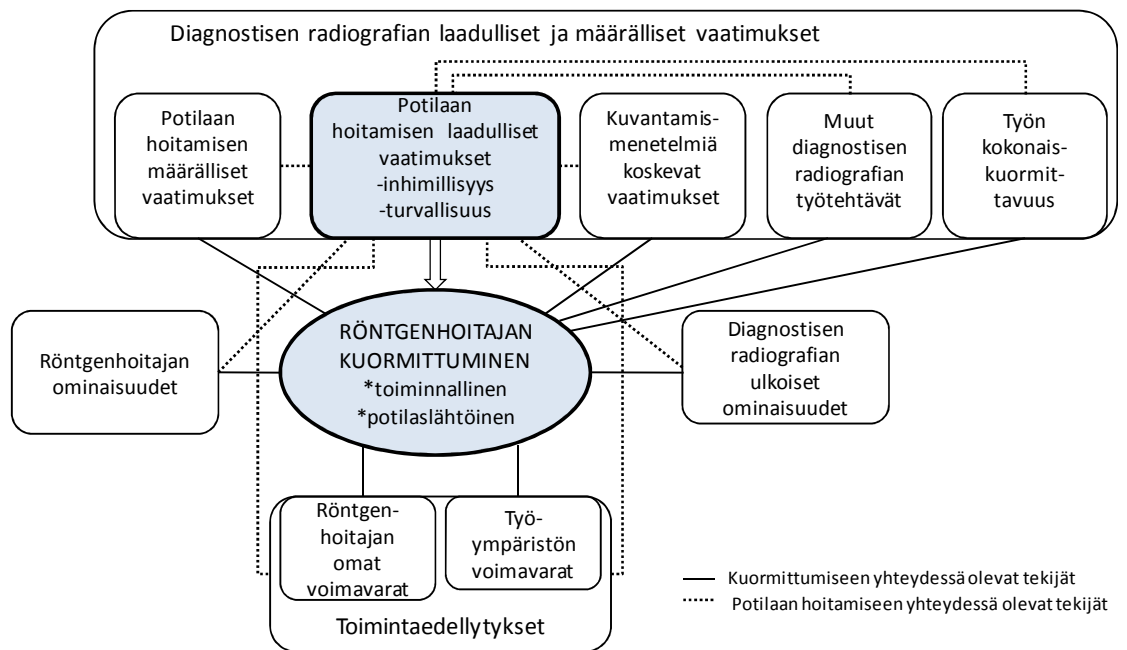 Diagnostisen radiografian laadulliset ja määrälliset vaatimukset
Potilaan
hoitamisen
määrälliset
vaatimukset
Potilaan
hoitamisen laadulliset
vaatimukset
-inhimillisyys
-turvallisuus
Kuvantamis-
menetelmiä
koskevat
vaatimukset
Muut
diagnostisen
radiografian
työtehtävät
Työn
kokonais-
kuormit-
tavuus
Röntgenhoitajan
ominaisuudet
RÖNTGENHOITAJAN
KUORMITTUMINEN
*toiminnallinen
*potilaslähtöinen
Diagnostisen
radiografian
ulkoiset
ominaisuudet
Röntgen-
hoitajan
omat
voimavarat
Työ-
ympäristön
voimavarat
Toimintaedellytykset
Kuormittumiseen yhteydessä olevat tekijät
Potilaan hoitamiseen yhteydessä olevat tekijät